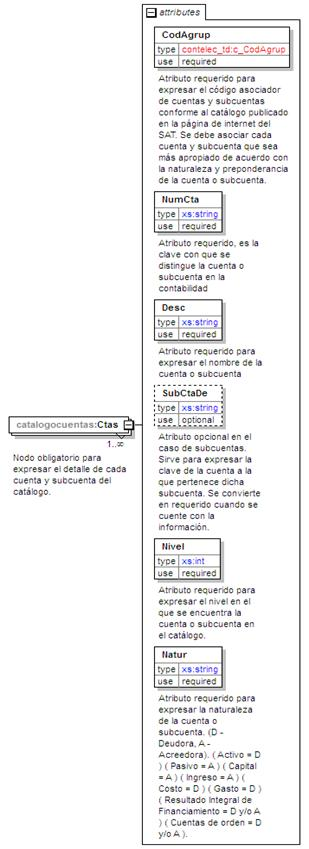 attributes
CodAgrup
type contelec_td:c_CodAgrup
use required
Atributo requerido para
expresar el código asociador
de cuentas y subcuentas
conforme al catálogo publicado
en la página de internet del
SAT. Se debe asociar cada
cuenta y subcuenta que sea
más apropiado de acuerdo con
la naturaleza y preponderancia
de la cuenta o subcuenta.
NumCta
type xs:string
use required
Atributo requerido, es la
clave con que se
distingue la cuenta o
subcuenta en la
contabilidad
Desc
type xs:string
use required
Atributo requerido para
expresar el nombre de la
cuenta o subcuenta
SubCtaDe
type xs:string
use optional
Atributo opcional en el
caso de subcuentas.
Sirve para expresar la
clave de la cuenta a la
que pertenece dicha
subcuenta. Se convierte
en requerido cuando se
cuente con la
información.
catalogocuentas:Ctas
1..∞
Nodo obligatorio para
expresar el detalle de cada
cuenta y subcuenta del
catálogo.
Nivel
type xs:int
use required
Atributo requerido para
expresar el nivel en el
que se encuentra la
cuenta o subcuenta en
el catálogo.
Natur
type xs:string
use required
Atributo requerido para
expresar la naturaleza
de la cuenta o
subcuenta. (D -
Deudora, A -
Acreedora). ( Activo = D
) ( Pasivo = A ) ( Capital
= A ) ( Ingreso = A ) (
Costo = D ) ( Gasto = D )
( Resultado Integral de
Financiamiento = D y/o A
) ( Cuentas de orden = D
y/o A ).